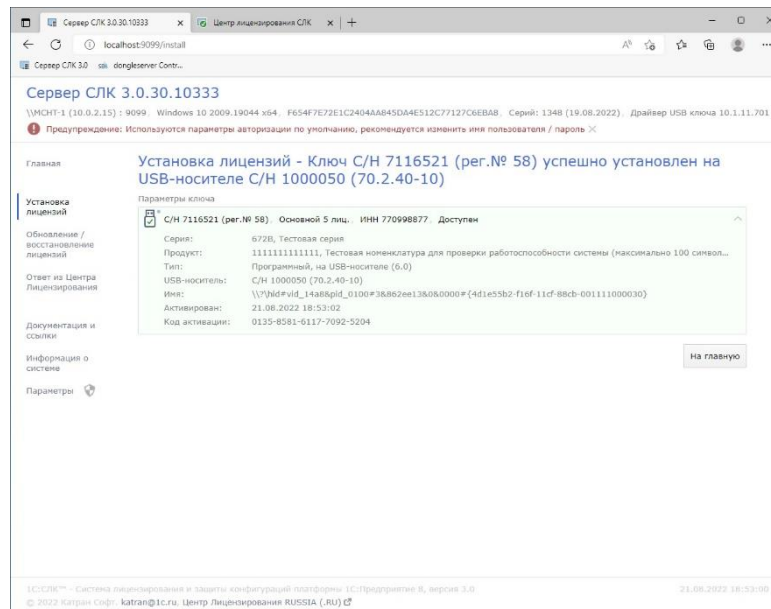 Сервер СЛК 3.0.30.10333
Центр лицензирования СЛК
localhost:9099/install
Сервер СЛК 3.0
dongleserver Contr...
Сервер СЛК 3.0.30.10333
\\МСНТ-1 (10.0.2.15) : 9099, Windows 10 2009.19044 x64, F654F7E72E1C2404AA845DA4E512C77127C6EBA8, Серий: 1348 (19.08.2022), Драйвер USB ключа 10.1.11.701
Предупреждение: Используются параметры авторизации по умолчанию, рекомендуется изменить имя пользователя / пароль
Главная
Установка
лицензий
Обновление /
восстановление
лицензий
Ответ из Центра
Лицензирования
Документация и
ссылки
Информация о
системе
Параметры
Установка лицензий - Ключ С/Н 7116521 (рег.№ 58) успешно установлен на
USB-носителе С/Н 1000050 (70.2.40-10)
Параметры ключа
С/Н 7116521 (рег.№ 58), Основной 5 лиц., ИНН 770998877, Доступен
Серия: 672B, Тестовая серия
Продукт: 1111111111111, Тестовая номенклатура для проверки работоспособности системы (максимально 100 символ...
Тип: Программный, на USB-носителе (6.0)
USB-носитель: С/Н 1000050 (70.2.40-10)
Имя: \\?\hid#vid_14a8&pid_0100#3&862ee13&0&0000#{4d1e55b2-f16f-11cf-88cb-001111000030}
Активирован: 21.08.2022 18:53:02
Код активации: 0135-8581-6117-7092-5204
На главную
1С:СЛК™ - Система лицензирования и защиты конфигураций платформы 1С:Предприятие 8, версия 3.0
21.08.2022 18:53:00
© 2022 Катран Софт, katran@1c.ru, Центр Лицензирования RUSSIA (.RU)